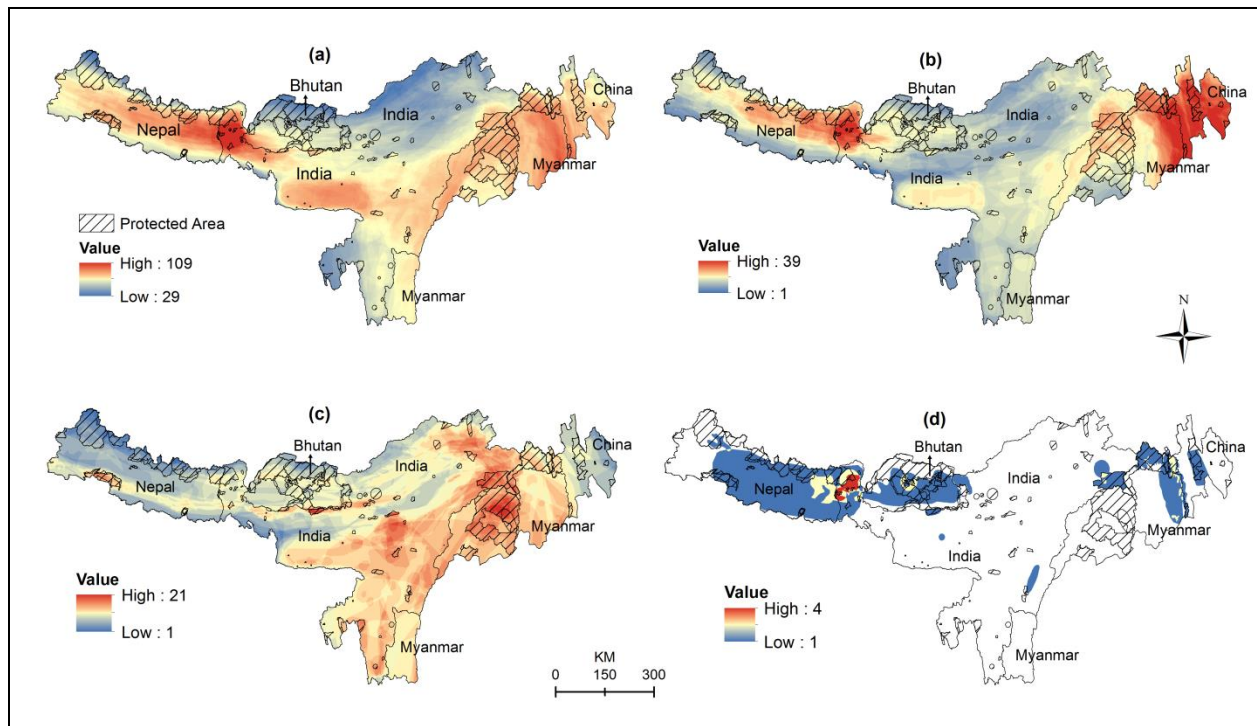 (a)
Bhutan
India
Nepal
India
Myanmar
Myanmar
Protected Area
Value
High : 109
Low : 29
(b)
China
Bhutan
India
Nepal
India
Myanmar
Myanmar
Value
High : 39
Low : 1
N
(c)
Bhutan
China
India
Nepal
India
Myanmar
Myanmar
Value
High : 21
Low : 1
KM
0 150 300
(d)
Bhutan
China
India
Nepal
India
Myanmar
Myanmar
Value
High : 4
Low : 1